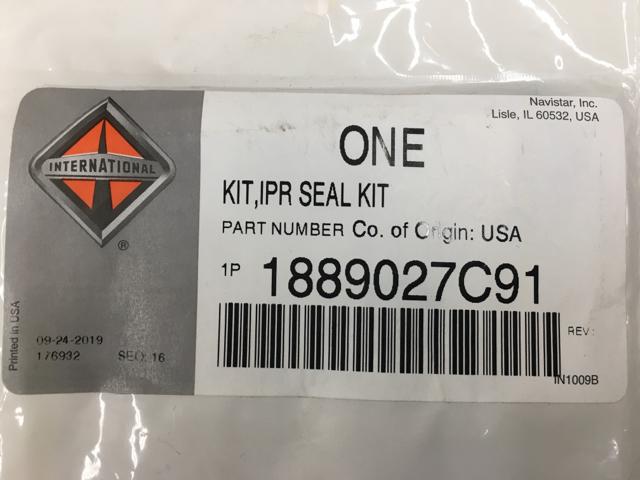 Navistar, Inc.
Lisle, IL 60532, USA
INTERNATIONAL
®
ONE
KIT,IPR SEAL KIT
PART NUMBER Co. of Origin: USA
1P 1889027C91
REV:
IN1009B
Printed in USA
09-24-2019
176932 SEQ: 16